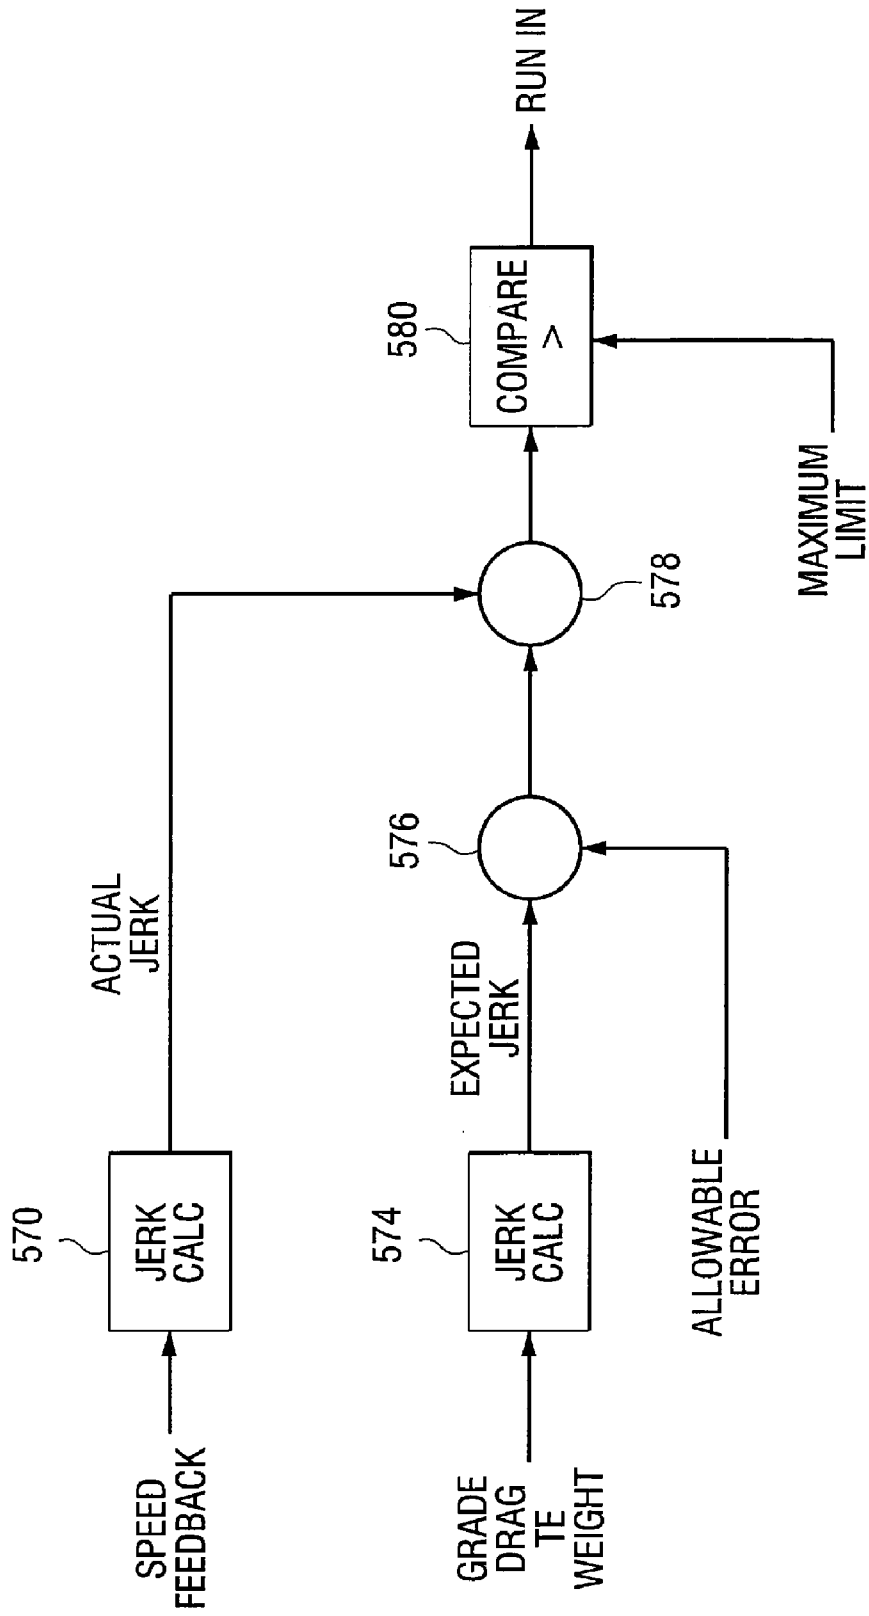 SPEED
FEEDBACK
570
JERK
CALC
ACTUAL
JERK
GRADE
DRAG
TE
WEIGHT
574
JERK
CALC
EXPECTED
JERK
576
578
580
COMPARE
>
RUN IN
ALLOWABLE
ERROR
MAXIMUM
LIMIT